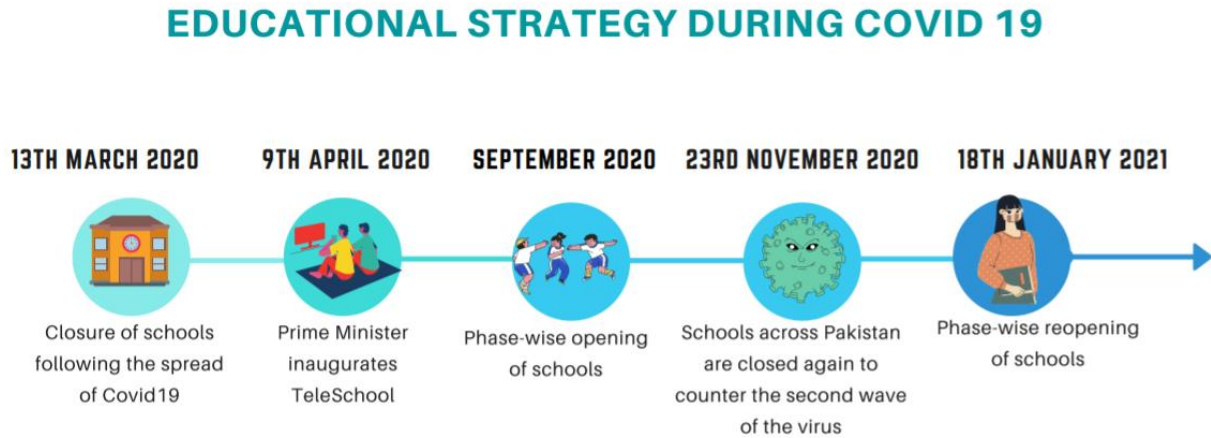 EDUCATIONAL STRATEGY DURING COVID 19
13TH MARCH 2020
Closure of schools
following the spread
of Covid19
9TH APRIL 2020
Prime Minister
inaugurates
TeleSchool
SEPTEMBER 2020
Phase-wise opening
of schools
23RD NOVEMBER 2020
Schools across Pakistan
are closed again to
counter the second wave
of the virus
18TH JANUARY 2021
Phase-wise reopening
of schools